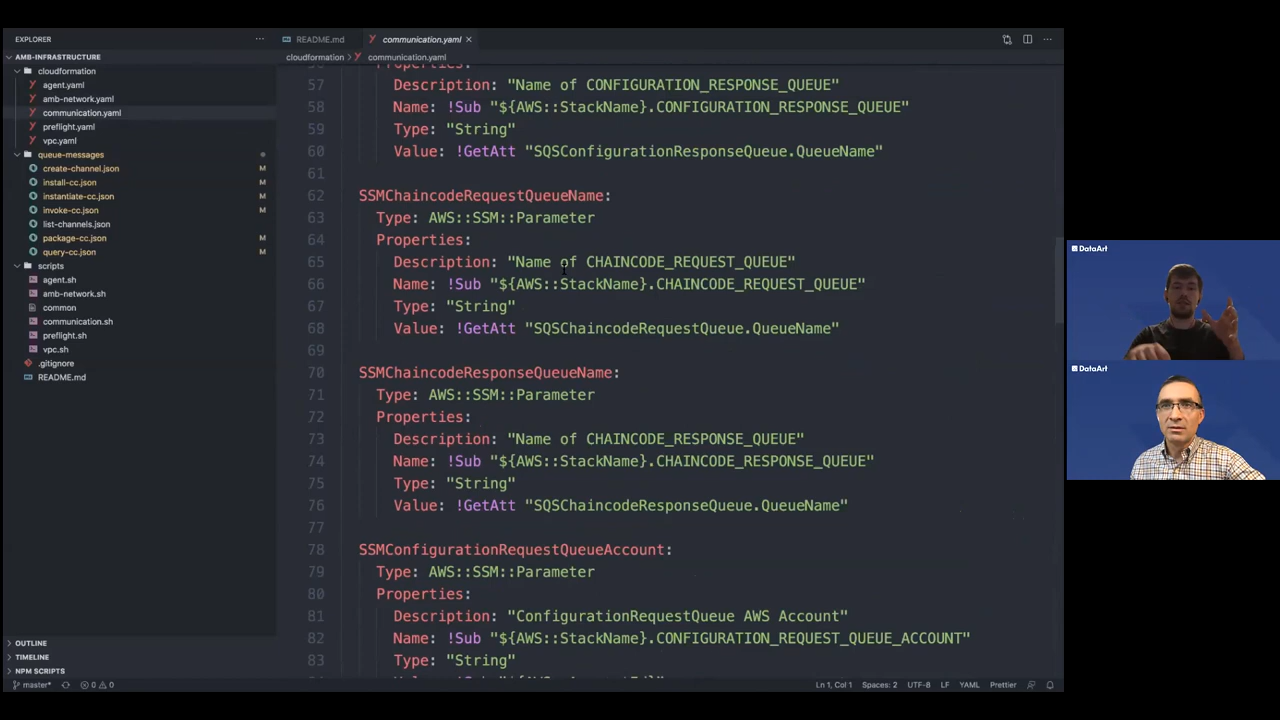 EXPLORER
AMB-INFRASTRUCTURE
cloudformation
agent.yaml
amb-network.yaml
communication.yaml
preflight.yaml
vpc.yaml
queue-messages
create-channel.json M
install-cc.json M
instantiate-cc.json M
invoke-cc.json M
list-channels.json
package-cc.json M
query-cc.json M
scripts
agent.sh
amb-network.sh
common
communication.sh
preflight.sh
vpc.sh
.gitignore
README.md
OUTLINE
TIMELINE
NPM SCRIPTS
README.md communication.yaml
cloudformation > communication.yaml
57 Description: "Name of CONFIGURATION_RESPONSE_QUEUE"
58 Name: !Sub "${AWS::StackName}.CONFIGURATION_RESPONSE_QUEUE"
59 Type: "String"
60 Value: !GetAtt "SQSConfigurationResponseQueue.QueueName"
61
62 SSMChaincodeRequestQueueName:
63 Type: AWS::SSM::Parameter
64 Properties:
65 Description: "Name of CHAINCODE_REQUEST_QUEUE"
66 Name: !Sub "${AWS::StackName}.CHAINCODE_REQUEST_QUEUE"
67 Type: "String"
68 Value: !GetAtt "SQSChaincodeRequestQueue.QueueName"
69
70 SSMChaincodeResponseQueueName:
71 Type: AWS::SSM::Parameter
72 Properties:
73 Description: "Name of CHAINCODE_RESPONSE_QUEUE"
74 Name: !Sub "${AWS::StackName}.CHAINCODE_RESPONSE_QUEUE"
75 Type: "String"
76 Value: !GetAtt "SQSChaincodeResponseQueue.QueueName"
77
78 SSMConfigurationRequestQueueAccount:
79 Type: AWS::SSM::Parameter
80 Properties:
81 Description: "ConfigurationRequestQueue AWS Account"
82 Name: !Sub "${AWS::StackName}.CONFIGURATION_REQUEST_QUEUE_ACCOUNT"
83 Type: "String"
DataArt
DataArt
master* 0 0 Ln 1, Col 1 Spaces: 2 UTF-8 LF YAML Prettier